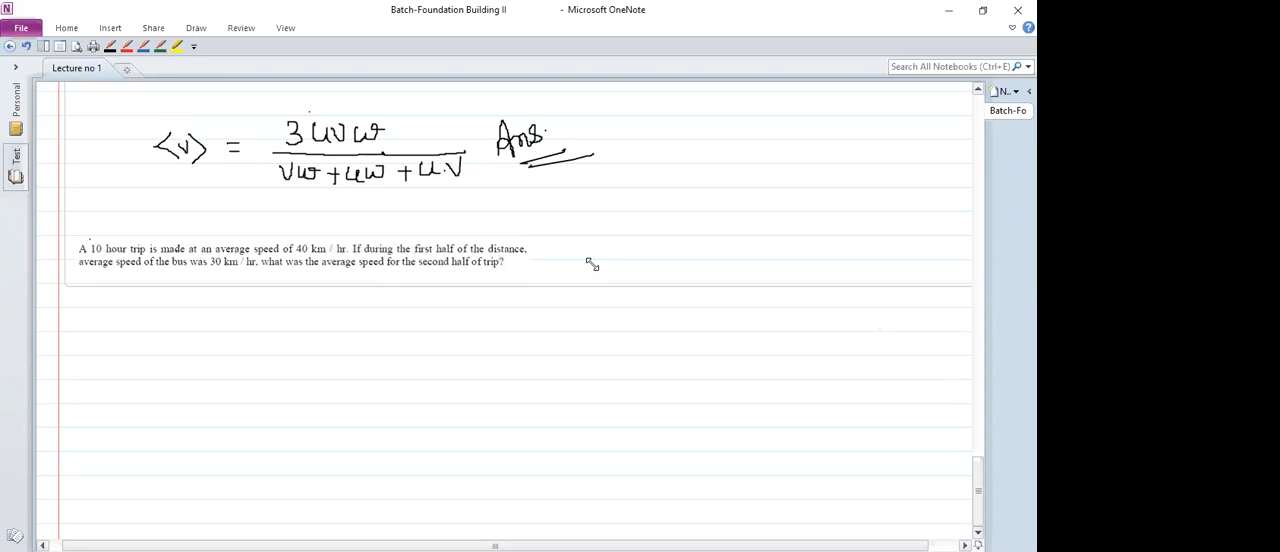 Batch-Foundation Building II - Microsoft OneNote
File Home Insert Share Draw Review View
Lecture no 1
Search All Notebooks (Ctrl+E)
Personal
Test
N..
Batch-Fo
<v> = 3uvw / vw + uw + u.v Ans.
A 10 hour trip is made at an average speed of 40 km / hr. If during the first half of the distance,
average speed of the bus was 30 km / hr, what was the average speed for the second half of trip?